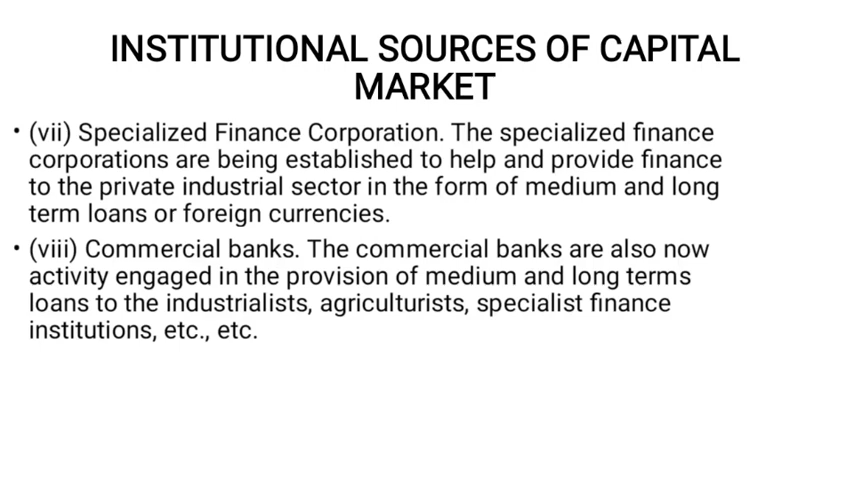 INSTITUTIONAL SOURCES OF CAPITAL
MARKET
• (vii) Specialized Finance Corporation. The specialized finance
corporations are being established to help and provide finance
to the private industrial sector in the form of medium and long
term loans or foreign currencies.
• (viii) Commercial banks. The commercial banks are also now
activity engaged in the provision of medium and long terms
loans to the industrialists, agriculturists, specialist finance
institutions, etc., etc.